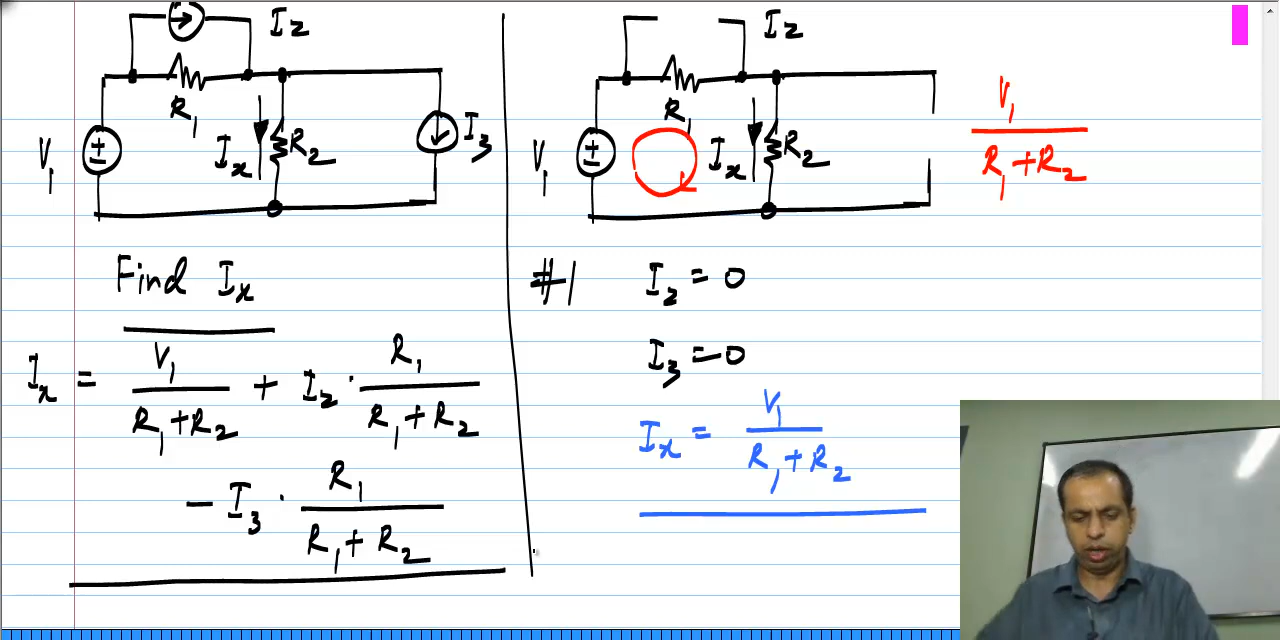 I2
R1
V1
Ix
R2
I3
Find Ix
Ix = V1/(R1+R2) + I2 · R1/(R1+R2)
– I3 · R1/(R1+R2)
I2
R1
V1
Ix
R2
V1/(R1+R2)
#1 I2 = 0
I3 = 0
Ix = V1/(R1+R2)